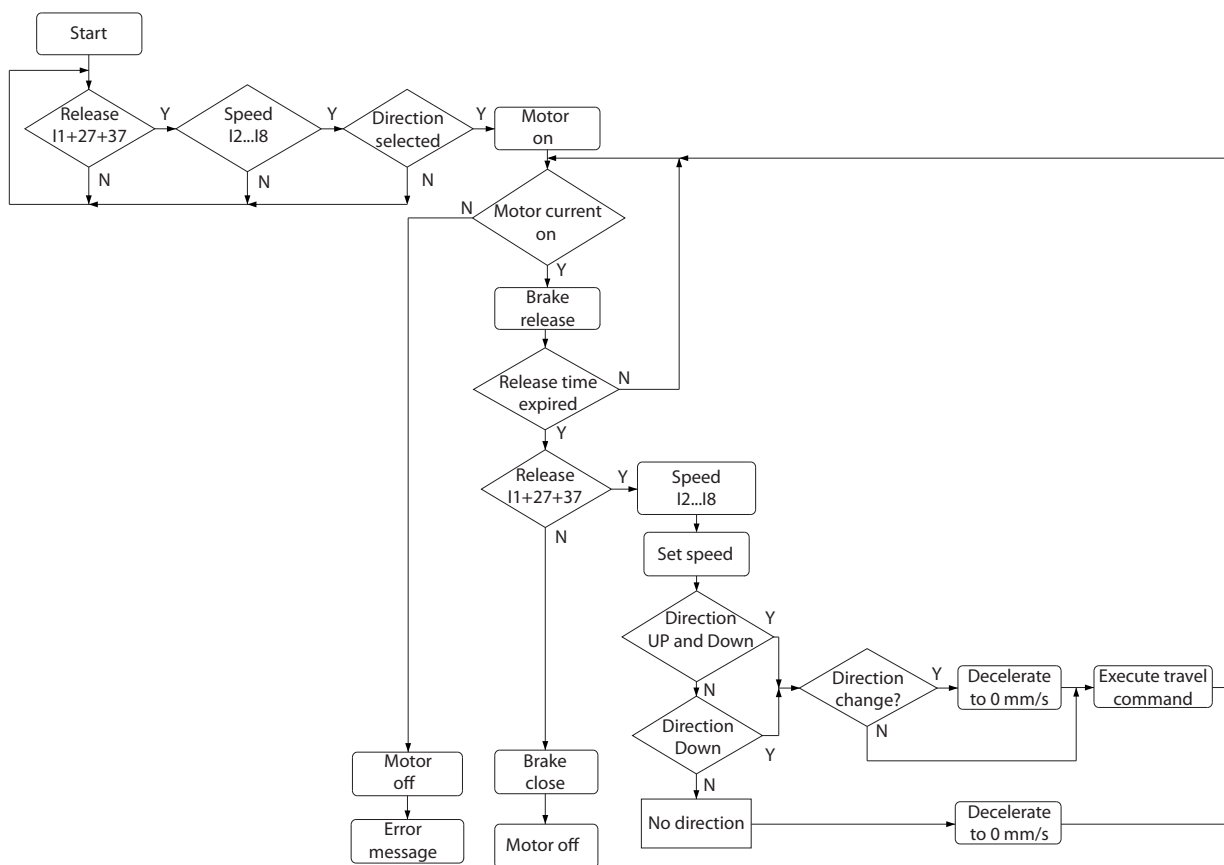 Start
Release
I1+27+37
Y
N
Speed
I2...I8
Y
N
Direction
selected
Y
N
Motor
on
Motor current
on
N
Y
Brake
release
Release time
expired
N
Y
Release
I1+27+37
Y
N
Speed
I2...I8
Set speed
Direction
UP and Down
Y
N
Direction
Down
Y
N
Direction
change?
Y
N
Decelerate
to 0 mm/s
Execute travel
command
Motor
off
Error
message
Brake
close
Motor off
No direction
Decelerate
to 0 mm/s